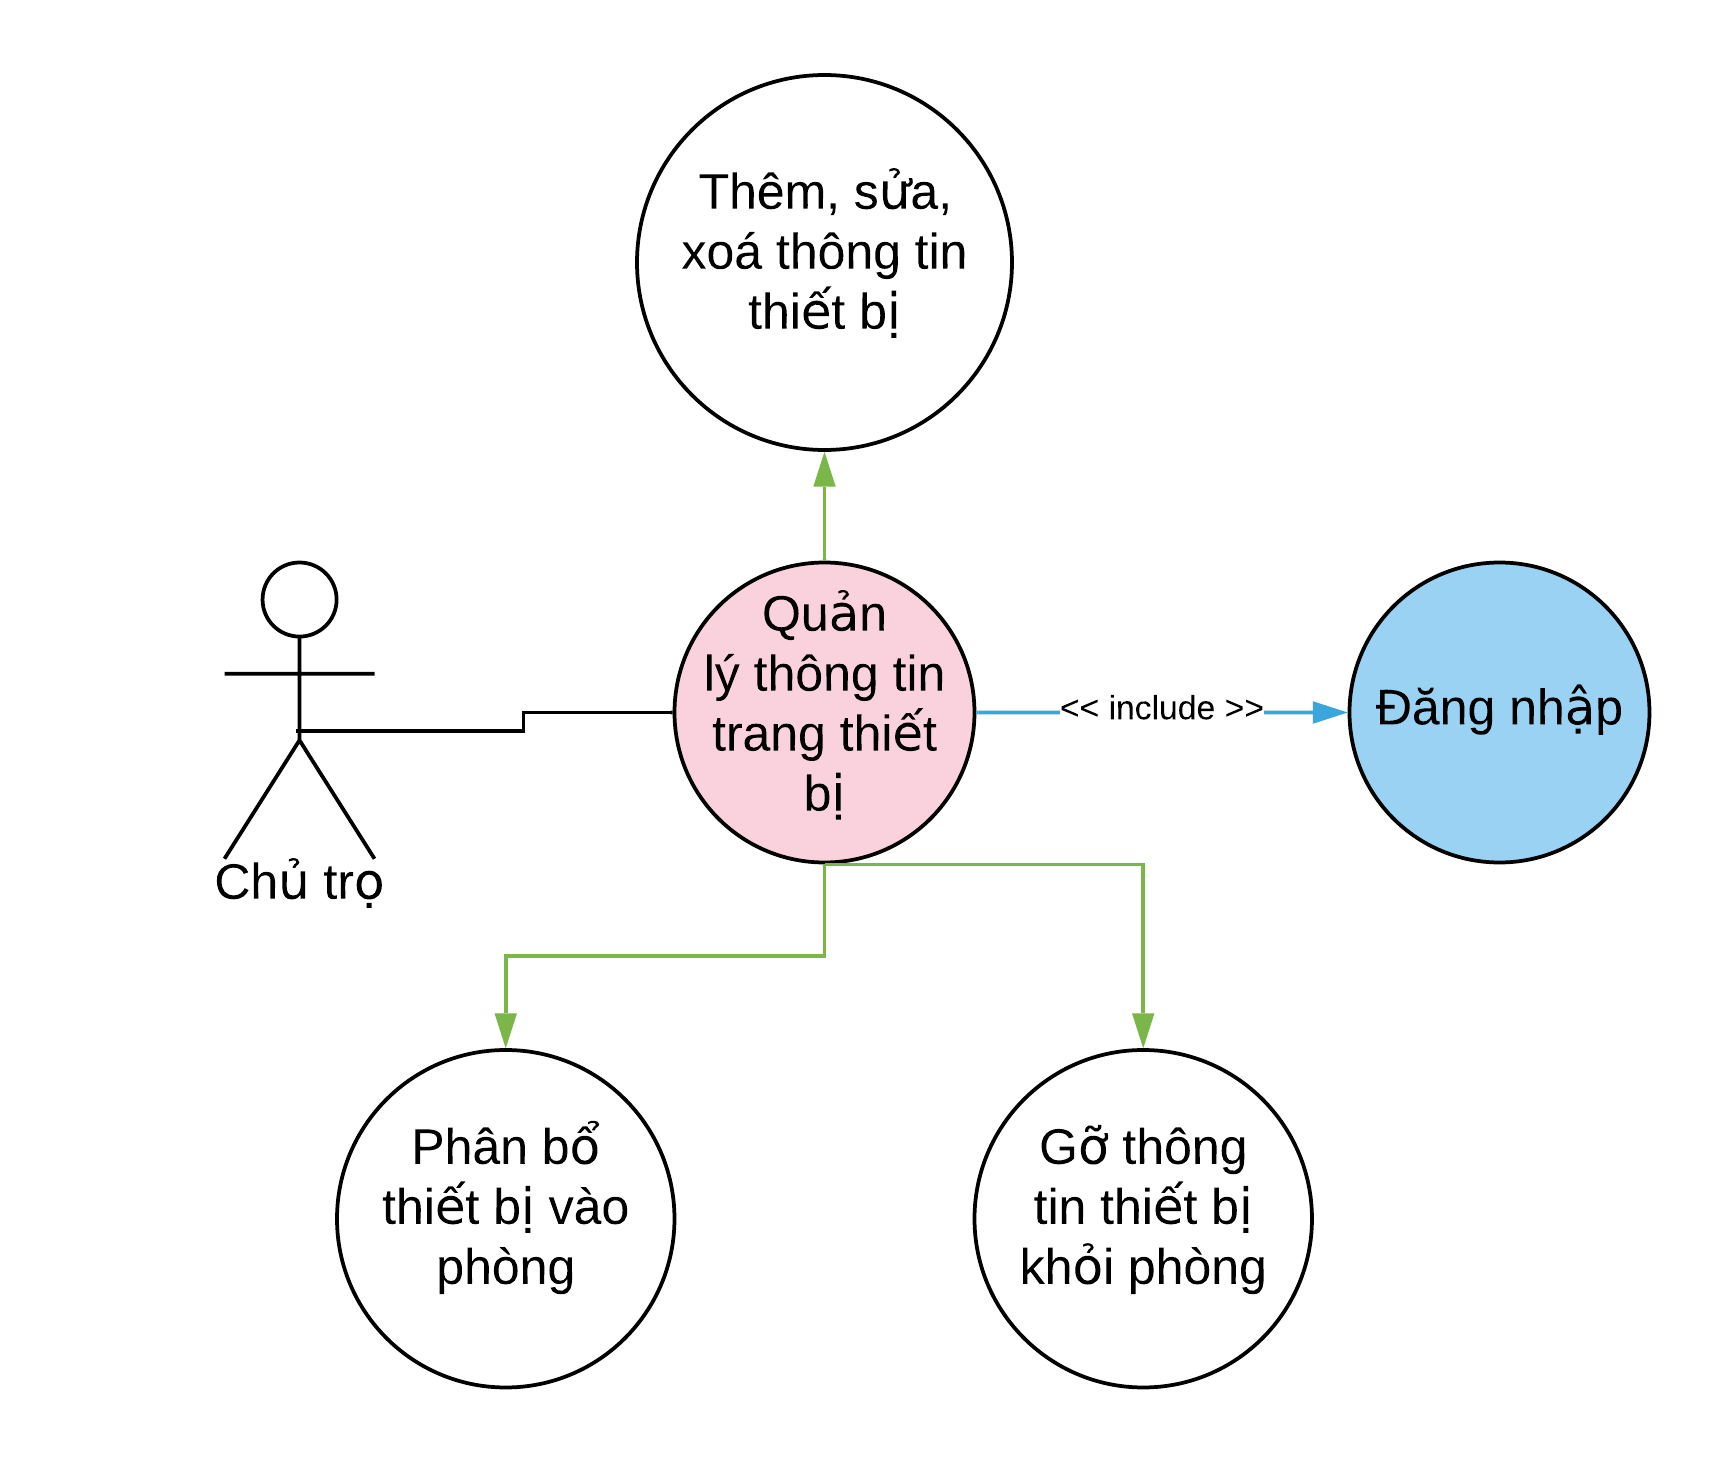 Thêm, sửa,
xoá thông tin
thiết bị
Quản
lý thông tin
trang thiết
bị
<< include >>
Đăng nhập
Chủ trọ
Phân bổ
thiết bị vào
phòng
Gỡ thông
tin thiết bị
khỏi phòng